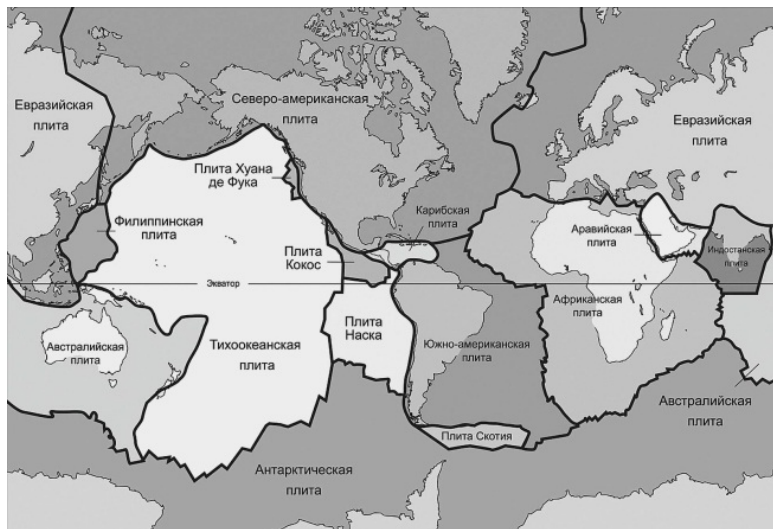 Евразийская
плита
Северо-американская
плита
Евразийская
плита
Плита Хуана
де Фука
Филиппинская
плита
Карибская
плита
Аравийская
плита
Индостанская
плита
Плита
Кокос
Экватор
Африканская
плита
Австралийская
плита
Тихоокеанская
плита
Плита
Наска
Южно-американская
плита
Австралийская
плита
Плита Скотия
Антарктическая
плита